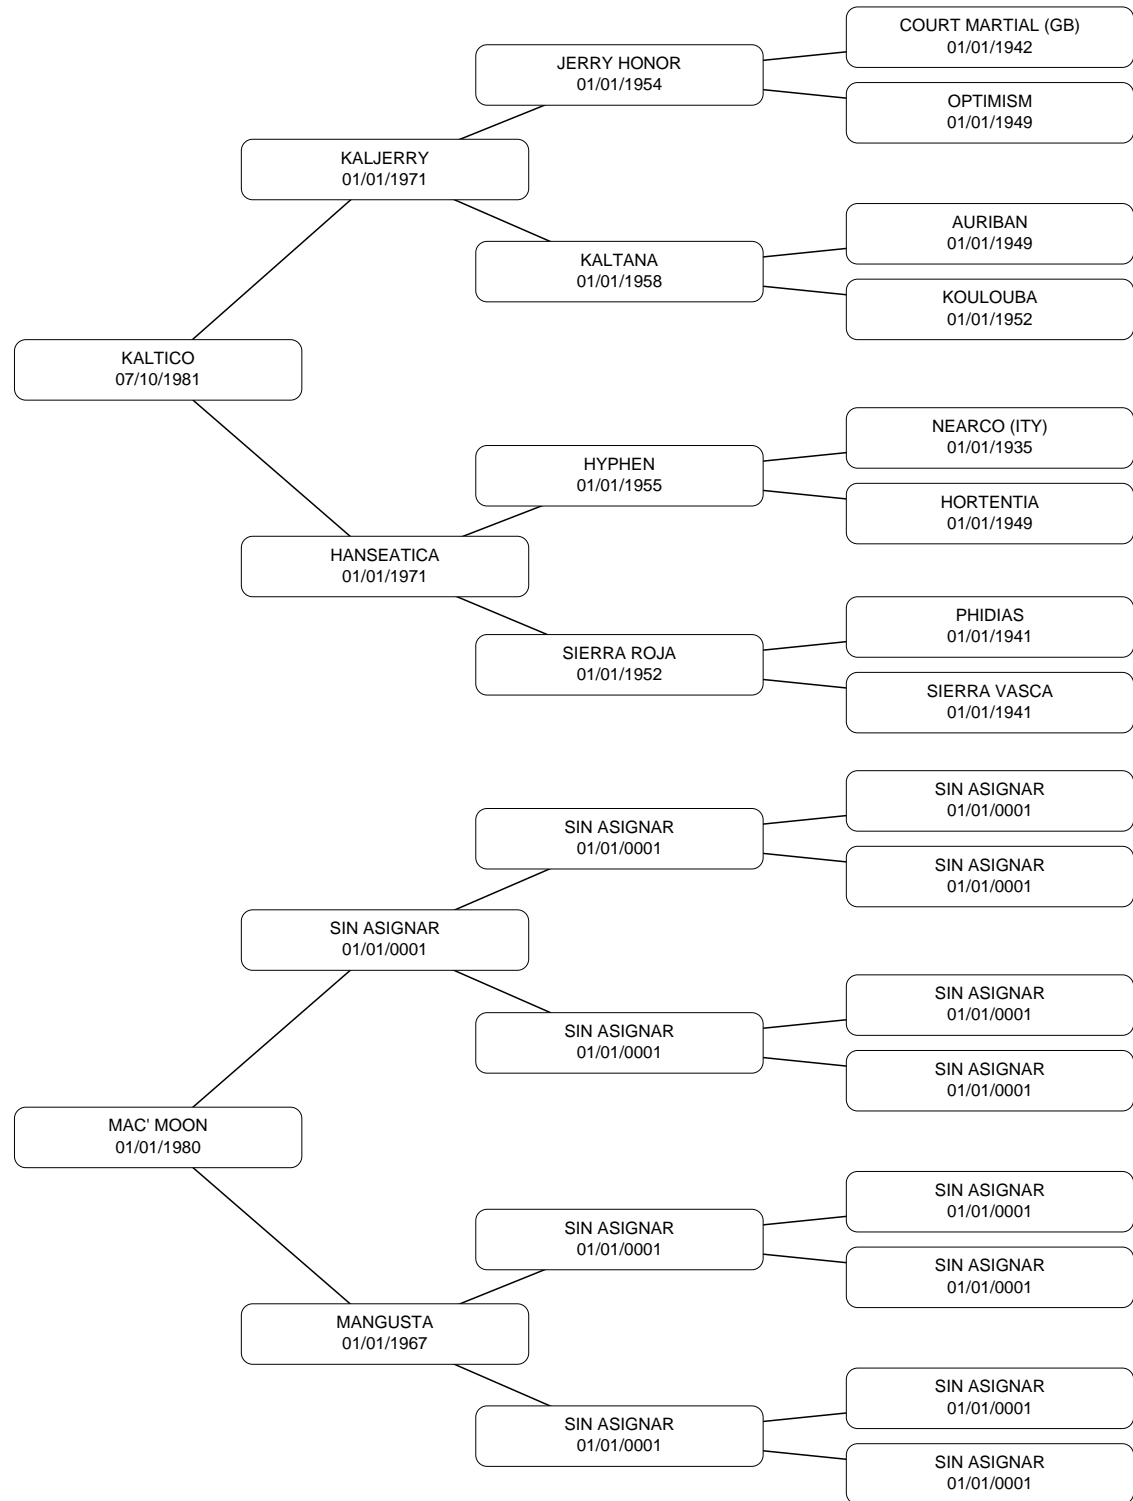 COURT MARTIAL (GB)
01/01/1942
JERRY HONOR
01/01/1954
OPTIMISM
01/01/1949
KALJERRY
01/01/1971
AURIBAN
01/01/1949
KALTANA
01/01/1958
KOULOUBA
01/01/1952
KALTICO
07/10/1981
NEARCO (ITY)
01/01/1935
HYPHEN
01/01/1955
HORTENTIA
01/01/1949
HANSEATICA
01/01/1971
PHIDIAS
01/01/1941
SIERRA ROJA
01/01/1952
SIERRA VASCA
01/01/1941
SIN ASIGNAR
01/01/0001
SIN ASIGNAR
01/01/0001
SIN ASIGNAR
01/01/0001
SIN ASIGNAR
01/01/0001
SIN ASIGNAR
01/01/0001
SIN ASIGNAR
01/01/0001
SIN ASIGNAR
01/01/0001
MAC' MOON
01/01/1980
SIN ASIGNAR
01/01/0001
SIN ASIGNAR
01/01/0001
SIN ASIGNAR
01/01/0001
MANGUSTA
01/01/1967
SIN ASIGNAR
01/01/0001
SIN ASIGNAR
01/01/0001
SIN ASIGNAR
01/01/0001